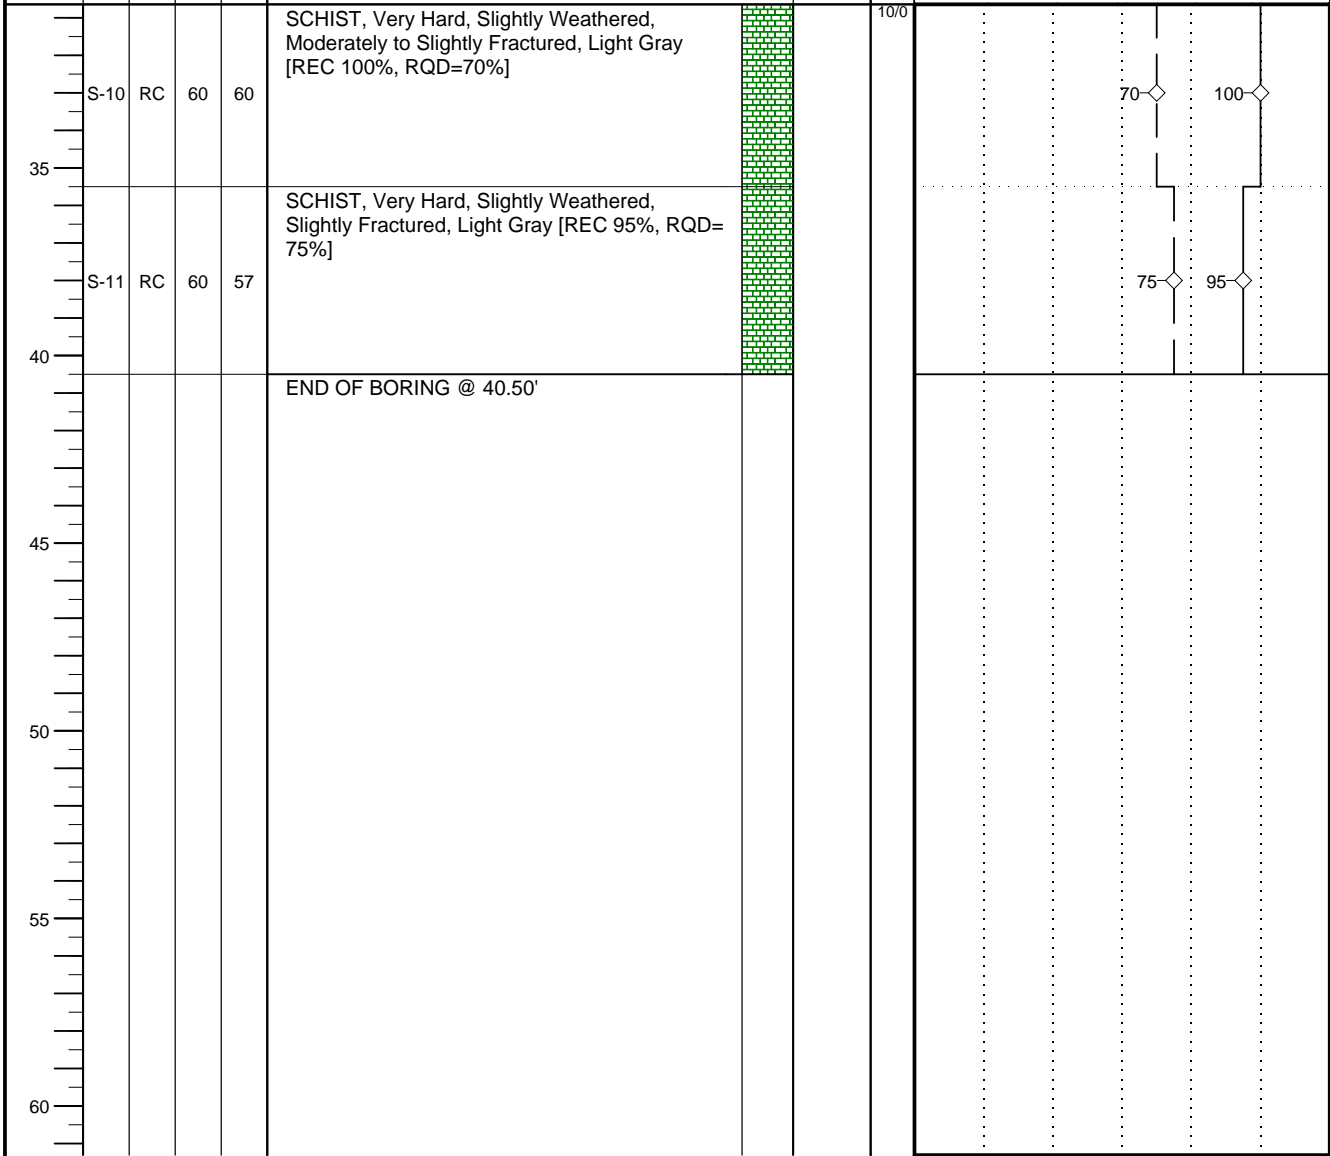 SCHIST, Very Hard, Slightly Weathered,
Moderately to Slightly Fractured, Light Gray
[REC 100%, RQD=70%]
10/0
S-10 RC 60 60
70 100
35
SCHIST, Very Hard, Slightly Weathered,
Slightly Fractured, Light Gray [REC 95%, RQD=
75%]
S-11 RC 60 57
75 95
40
END OF BORING @ 40.50'
45
50
55
60